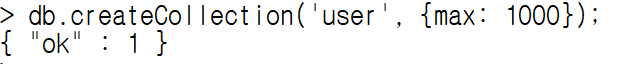 > db.createCollection('user', {max: 1000});
{ "ok" : 1 }